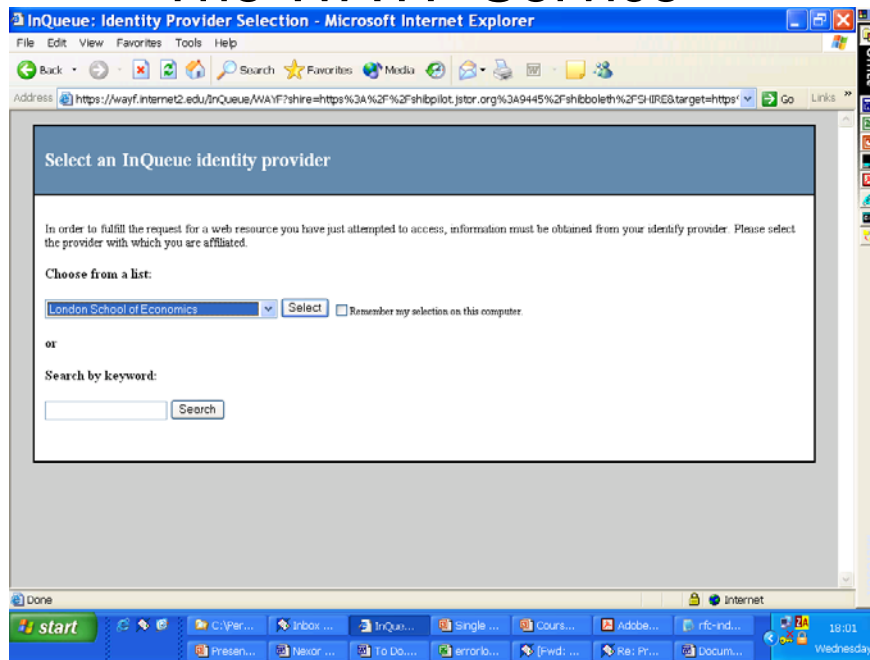 InQueue: Identity Provider Selection - Microsoft Internet Explorer
File Edit View Favorites Tools Help
Back Search Favorites Media
Address https://wayf.internet2.edu/InQueue/WAYF?shire=https%3A%2F%2Fshibpilot.jstor.org%3A9445%2Fshibboleth%2FSHIRE&target=https Go Links »
Select an InQueue identity provider
In order to fulfill the request for a web resource you have just attempted to access, information must be obtained from your identify provider. Please select
the provider with which you are affiliated.
Choose from a list:
London School of Economics Select Remember my selection on this computer.
or
Search by keyword:
Search
Done Internet
start C:\Per... Inbox ... InQue... Single ... Cours... Adobe... rfc-ind... 18:01
Presen... Nexor ... To Do.... errorlo... [Fwd: ... Re: Pr... Docum... Wednesday